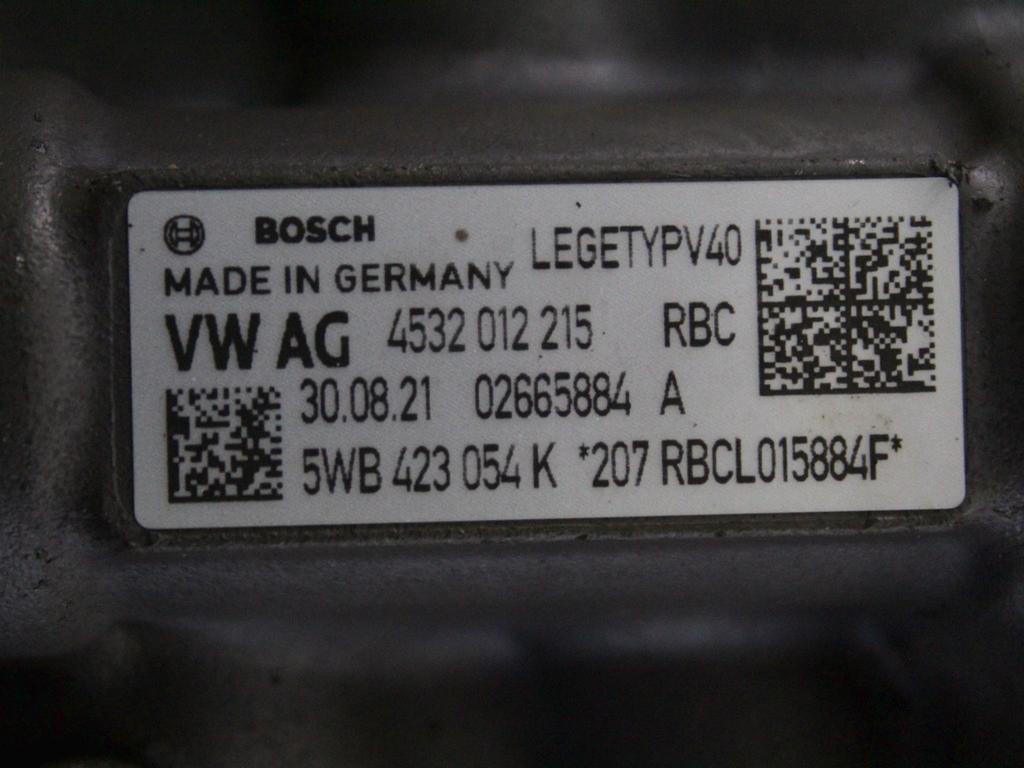 BOSCH LEGETYPV40
MADE IN GERMANY
VW AG 4532 012 215 RBC
30.08.21 02665884 A
5WB 423 054 K *207 RBCL015884F*